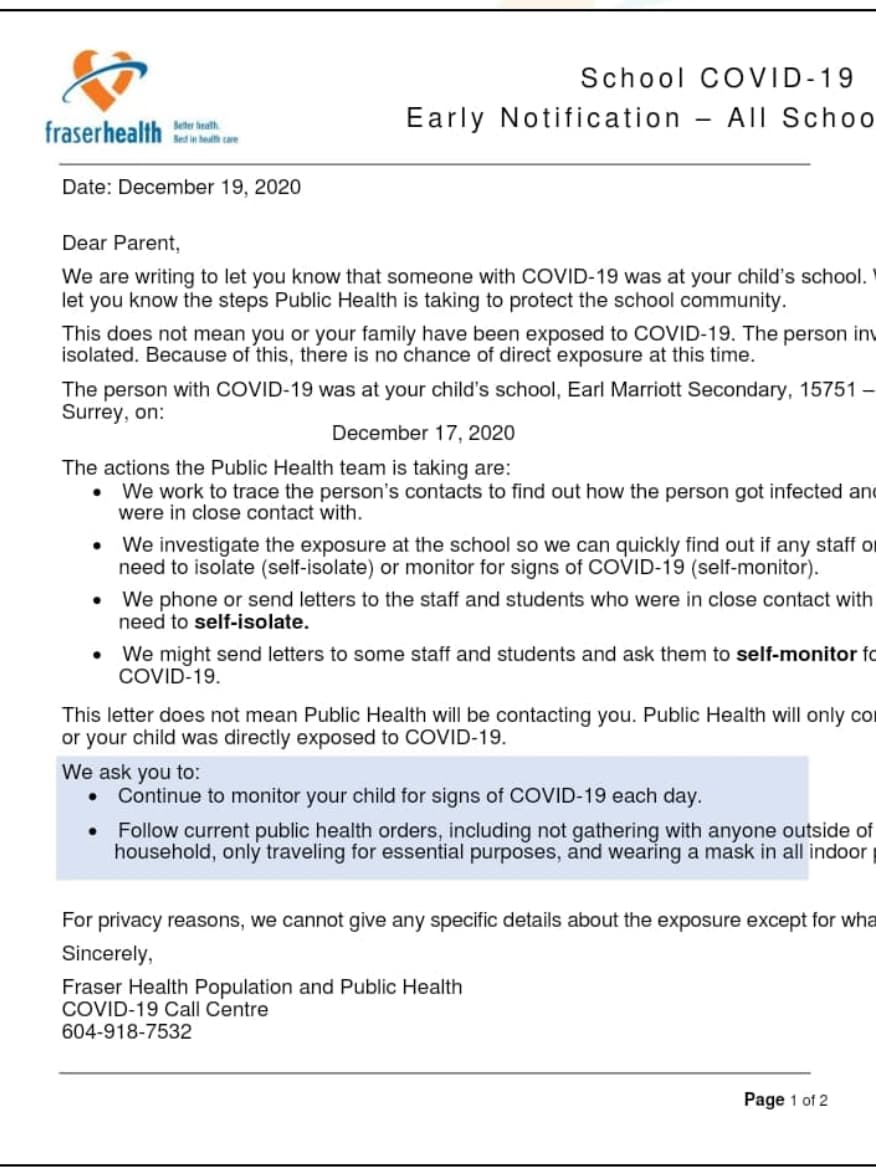 School COVID-19
Early Notification – All Schoo
fraserhealth
Better health.
Best in health care
Date: December 19, 2020
Dear Parent,
We are writing to let you know that someone with COVID-19 was at your child's school.
let you know the steps Public Health is taking to protect the school community.
This does not mean you or your family have been exposed to COVID-19. The person inv
isolated. Because of this, there is no chance of direct exposure at this time.
The person with COVID-19 was at your child's school, Earl Marriott Secondary, 15751 –
Surrey, on:
December 17, 2020
The actions the Public Health team is taking are:
• We work to trace the person's contacts to find out how the person got infected and
were in close contact with.
• We investigate the exposure at the school so we can quickly find out if any staff or
need to isolate (self-isolate) or monitor for signs of COVID-19 (self-monitor).
• We phone or send letters to the staff and students who were in close contact with
need to self-isolate.
• We might send letters to some staff and students and ask them to self-monitor fo
COVID-19.
This letter does not mean Public Health will be contacting you. Public Health will only con
or your child was directly exposed to COVID-19.
We ask you to:
• Continue to monitor your child for signs of COVID-19 each day.
• Follow current public health orders, including not gathering with anyone outside of
household, only traveling for essential purposes, and wearing a mask in all indoor p
For privacy reasons, we cannot give any specific details about the exposure except for wha
Sincerely,
Fraser Health Population and Public Health
COVID-19 Call Centre
604-918-7532
Page 1 of 2